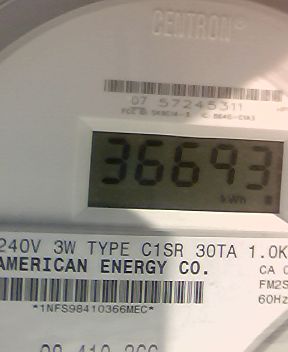 CENTRON®
07 57245311
36693
kWh
240V 3W TYPE C1SR 30TA 1.0K
AMERICAN ENERGY CO.
CA 0
FM2S
60Hz
*1NFS98410366MEC*